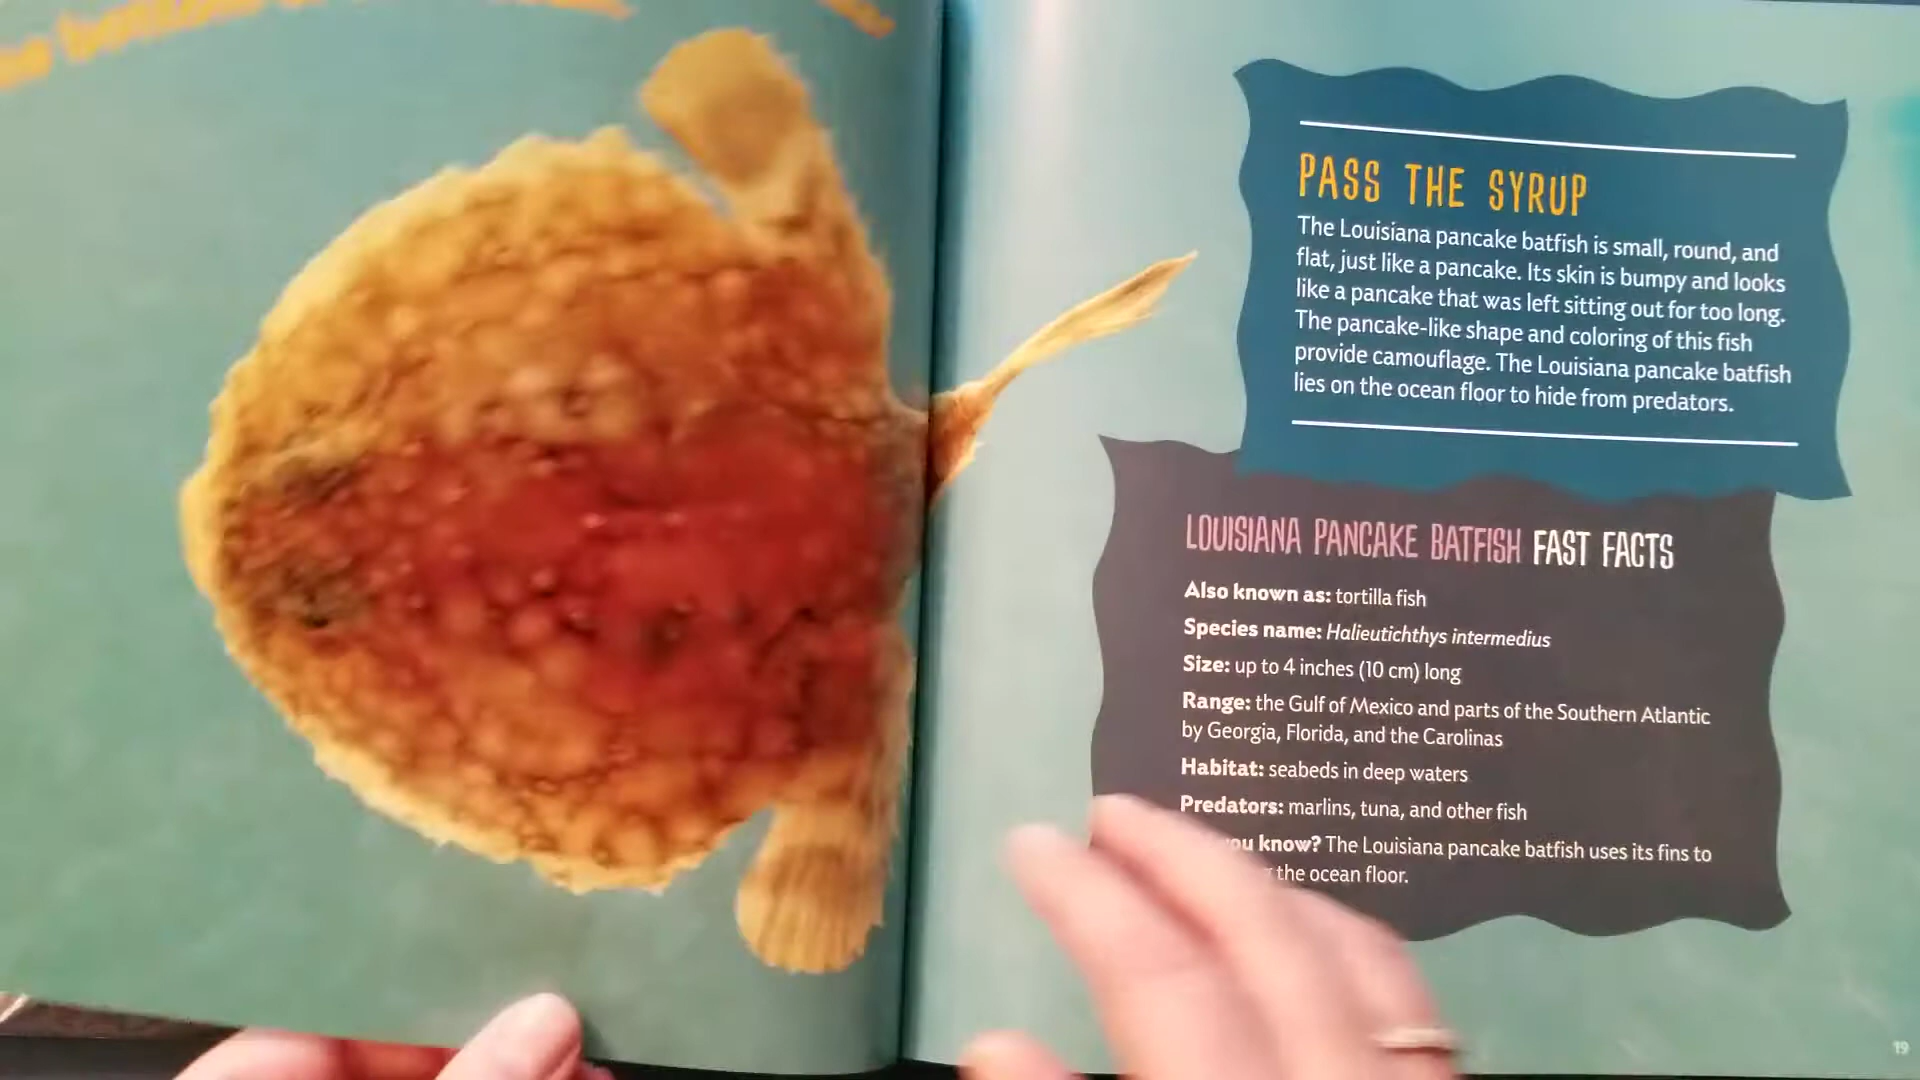 PASS THE SYRUP
The Louisiana pancake batfish is small, round, and
flat, just like a pancake. Its skin is bumpy and looks
like a pancake that was left sitting out for too long.
The pancake-like shape and coloring of this fish
provide camouflage. The Louisiana pancake batfish
lies on the ocean floor to hide from predators.
LOUISIANA PANCAKE BATFISH FAST FACTS
Also known as: tortilla fish
Species name: Halieutichthys intermedius
Size: up to 4 inches (10 cm) long
Range: the Gulf of Mexico and parts of the Southern Atlantic
by Georgia, Florida, and the Carolinas
Habitat: seabeds in deep waters
Predators: marlins, tuna, and other fish
you know? The Louisiana pancake batfish uses its fins to
the ocean floor.
19